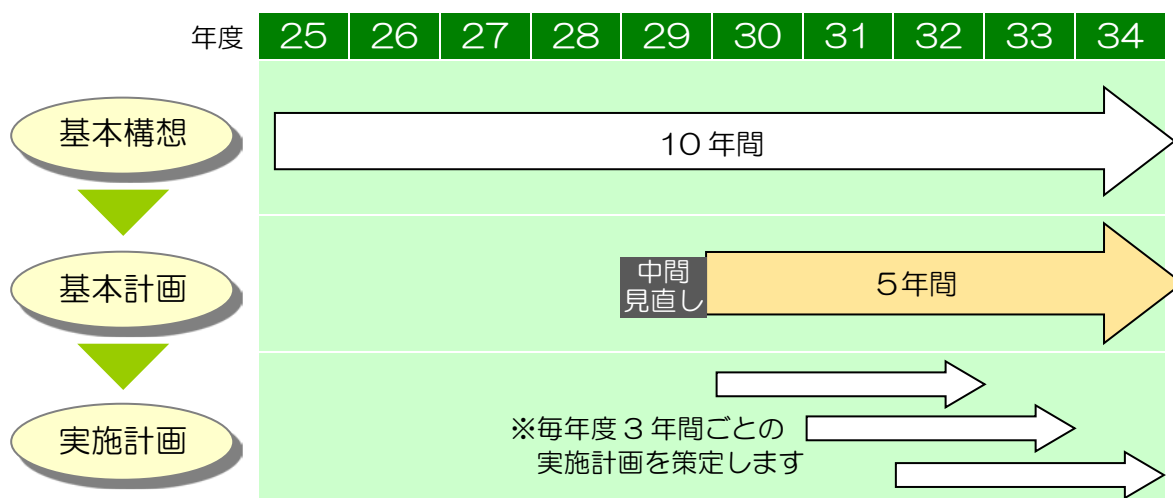 年度 25 26 27 28 29 30 31 32 33 34
基本構想
10年間
基本計画
中間
見直し
5年間
実施計画
※毎年度3年間ごとの
実施計画を策定します